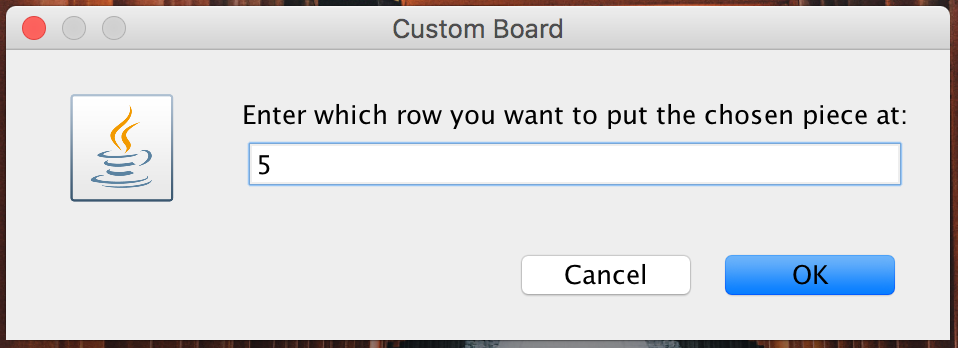 Custom Board
Enter which row you want to put the chosen piece at:
5
Cancel
OK